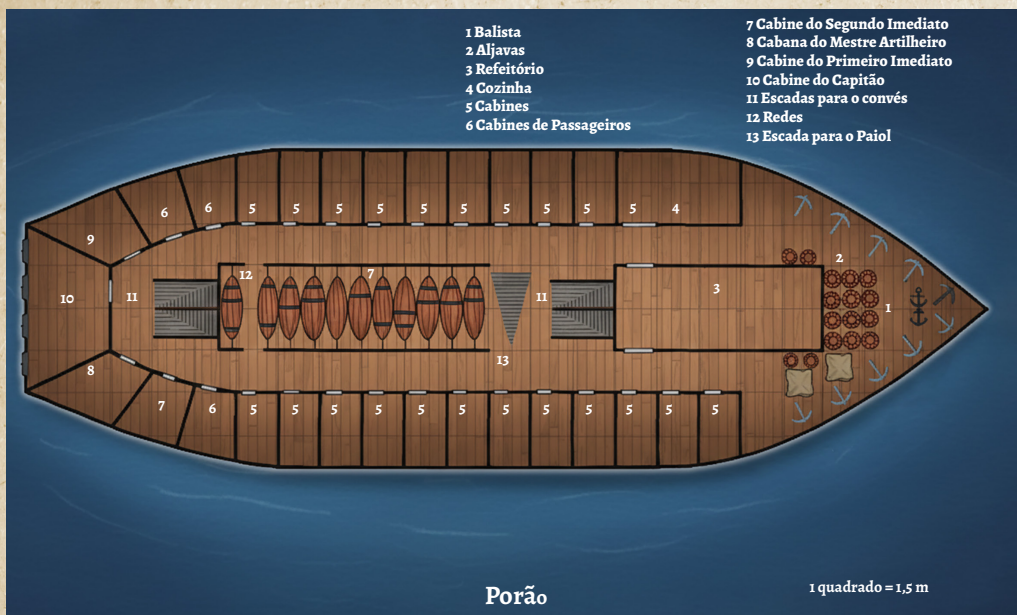 1 Balista
2 Aljavas
3 Refeitório
4 Cozinha
5 Cabines
6 Cabines de Passageiros
7 Cabine do Segundo Imediato
8 Cabana do Mestre Artilheiro
9 Cabine do Primeiro Imediato
10 Cabine do Capitão
11 Escadas para o convés
12 Redes
13 Escada para o Paiol
6 6 5 5 5 5 5 5 5 5 5 5 4
9
2
12 7
10 11 11 3
1
13
8
7 6 5 5 5 5 5 5 5 5 5 5 5 5
Porão
1 quadrado = 1,5 m